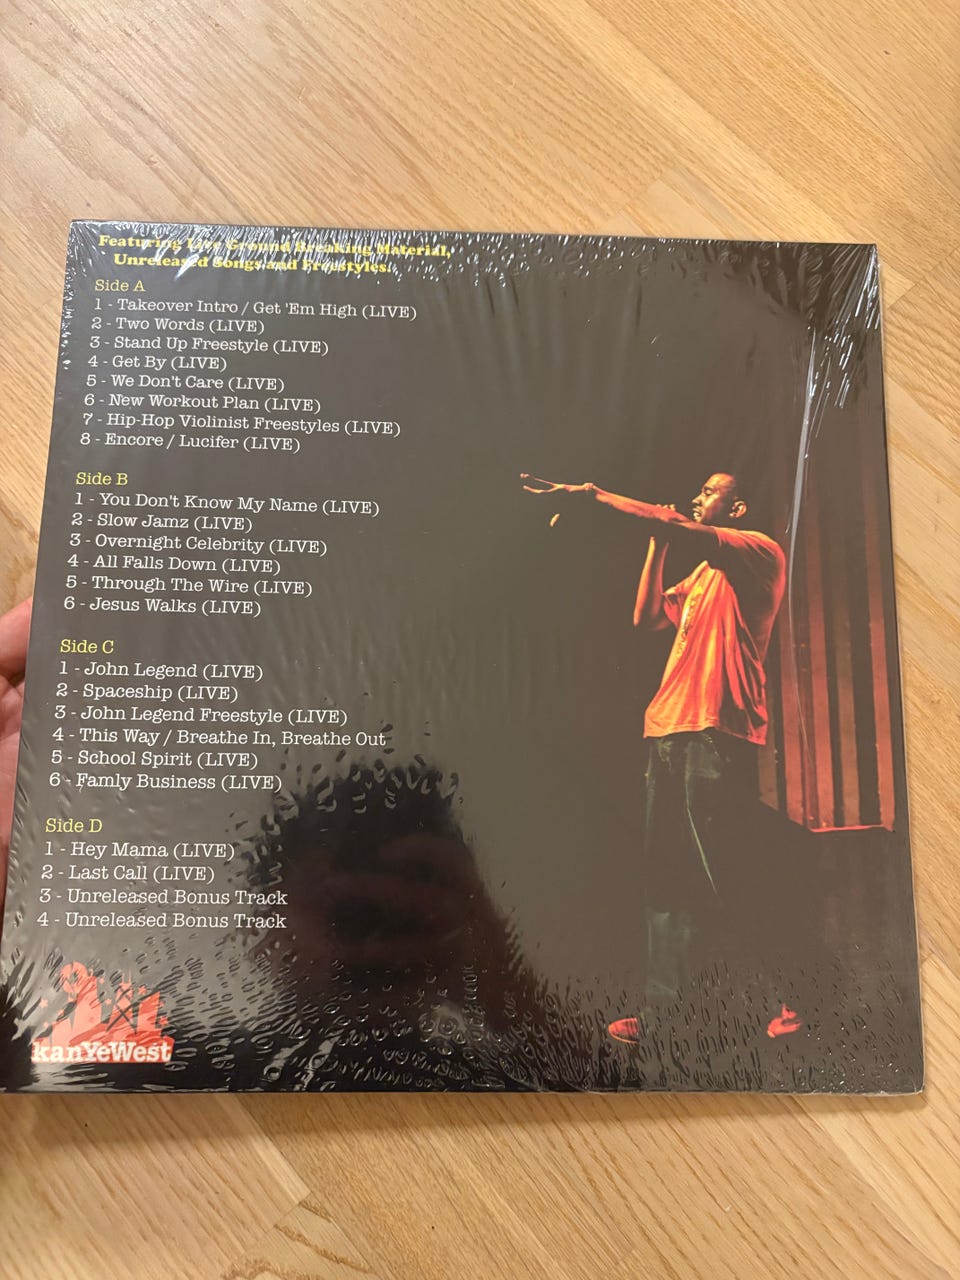 Featuring Live Ground Breaking Material,
Unreleased Songs and Freestyles.
Side A
1 - Takeover Intro / Get 'Em High (LIVE)
2 - Two Words (LIVE)
3 - Stand Up Freestyle (LIVE)
4 - Get By (LIVE)
5 - We Don't Care (LIVE)
6 - New Workout Plan (LIVE)
7 - Hip-Hop Violinist Freestyles (LIVE)
8 - Encore / Lucifer (LIVE)
Side B
1 - You Don't Know My Name (LIVE)
2 - Slow Jamz (LIVE)
3 - Overnight Celebrity (LIVE)
4 - All Falls Down (LIVE)
5 - Through The Wire (LIVE)
6 - Jesus Walks (LIVE)
Side C
1 - John Legend (LIVE)
2 - Spaceship (LIVE)
3 - John Legend Freestyle (LIVE)
4 - This Way / Breathe In, Breathe Out
5 - School Spirit (LIVE)
6 - Famly Business (LIVE)
Side D
1 - Hey Mama (LIVE)
2 - Last Call (LIVE)
3 - Unreleased Bonus Track
4 - Unreleased Bonus Track
kanYeWest